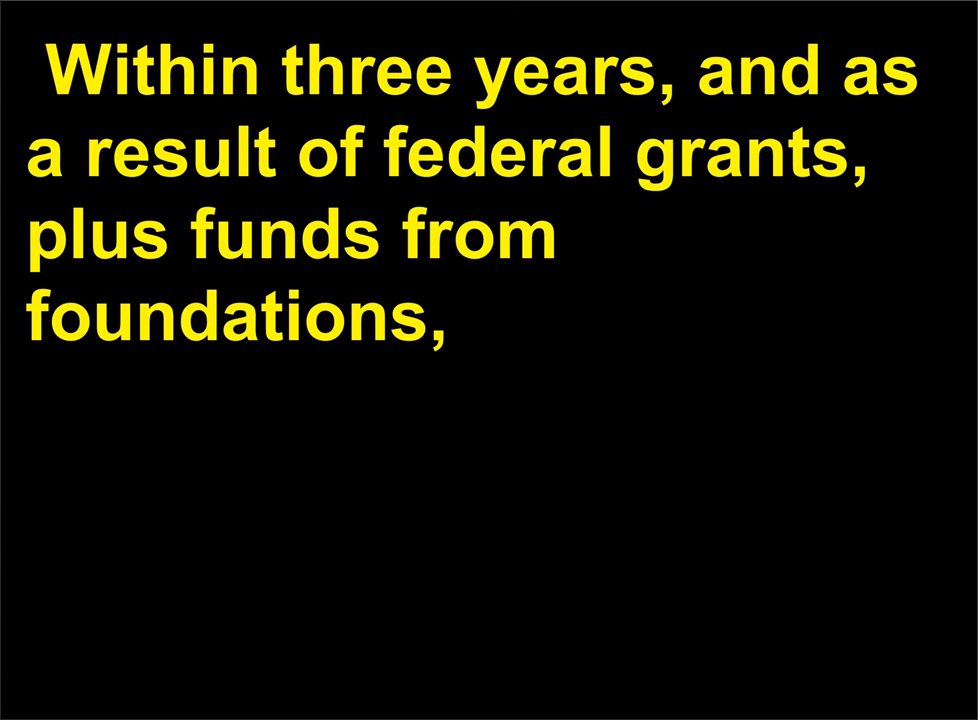 Within three years, and as
a result of federal grants,
plus funds from
foundations,